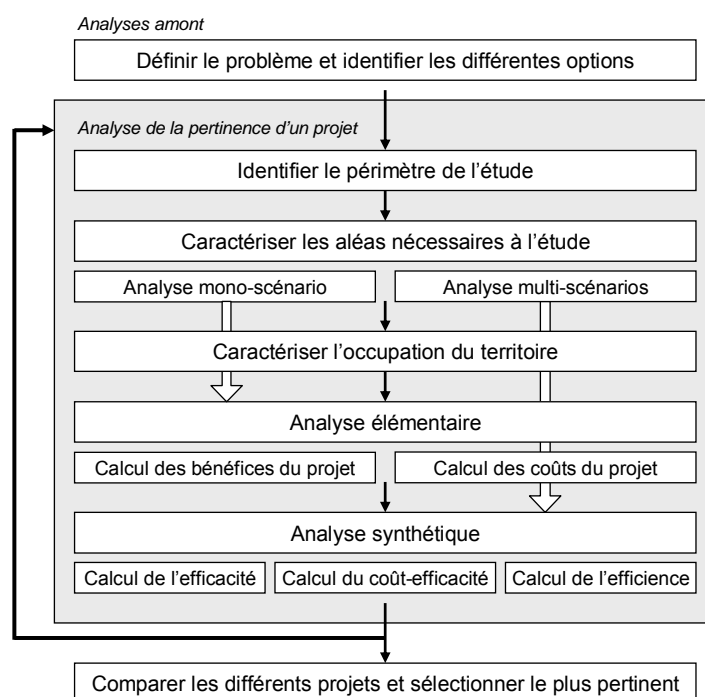 Analyses amont
Définir le problème et identifier les différentes options
Analyse de la pertinence d’un projet
Identifier le périmètre de l’étude
Caractériser les aléas nécessaires à l’étude
Analyse mono-scénario
Analyse multi-scénarios
Caractériser l’occupation du territoire
Analyse élémentaire
Calcul des bénéfices du projet
Calcul des coûts du projet
Analyse synthétique
Calcul de l’efficacité
Calcul du coût-efficacité
Calcul de l’efficience
Comparer les différents projets et sélectionner le plus pertinent